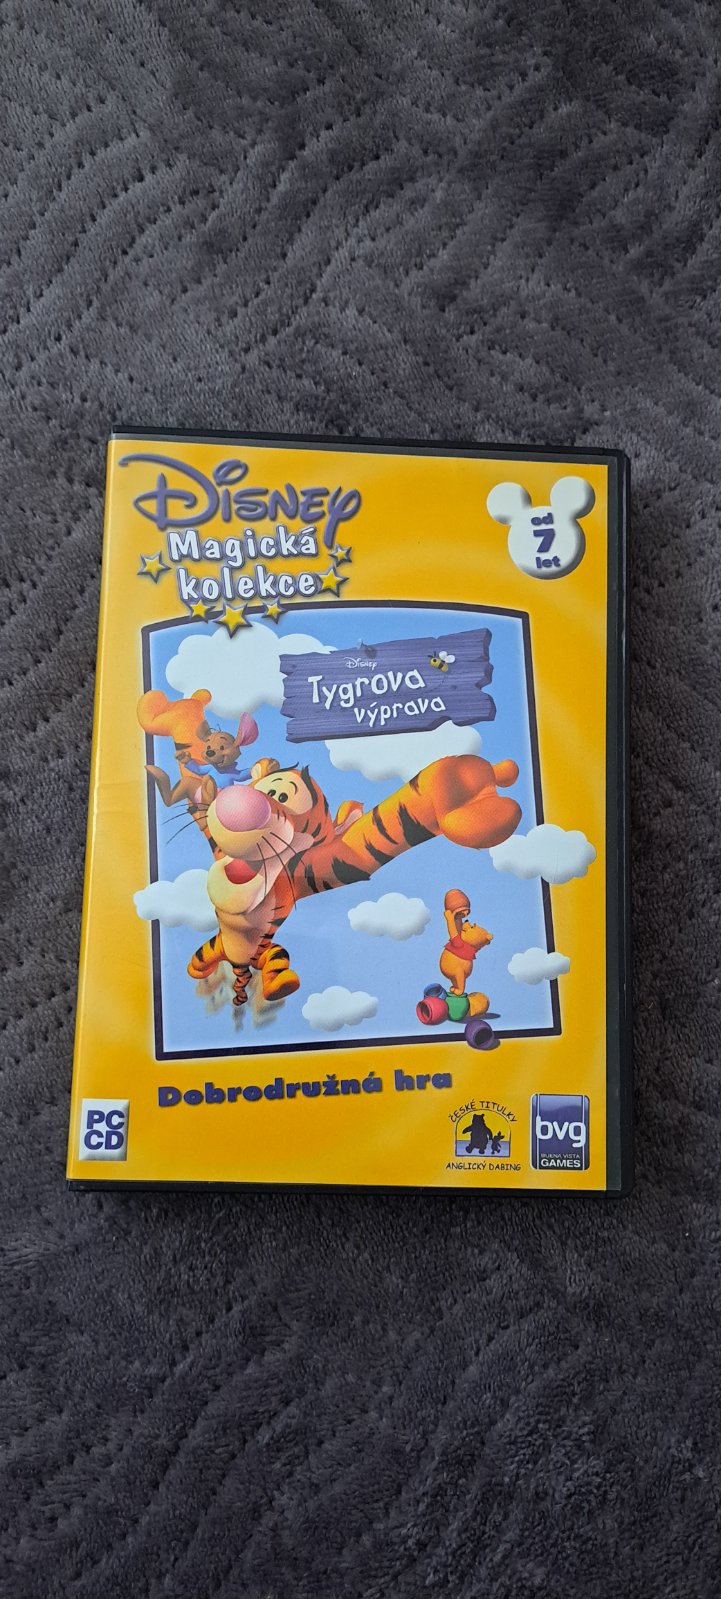 Disney
Magická
kolekce
od
7
let
Disney
Tygrova
výprava
Dobrodružná hra
PC
CD
ČESKÉ TITULKY
ANGLICKÝ DABING
bvg
BUENA VISTA
GAMES